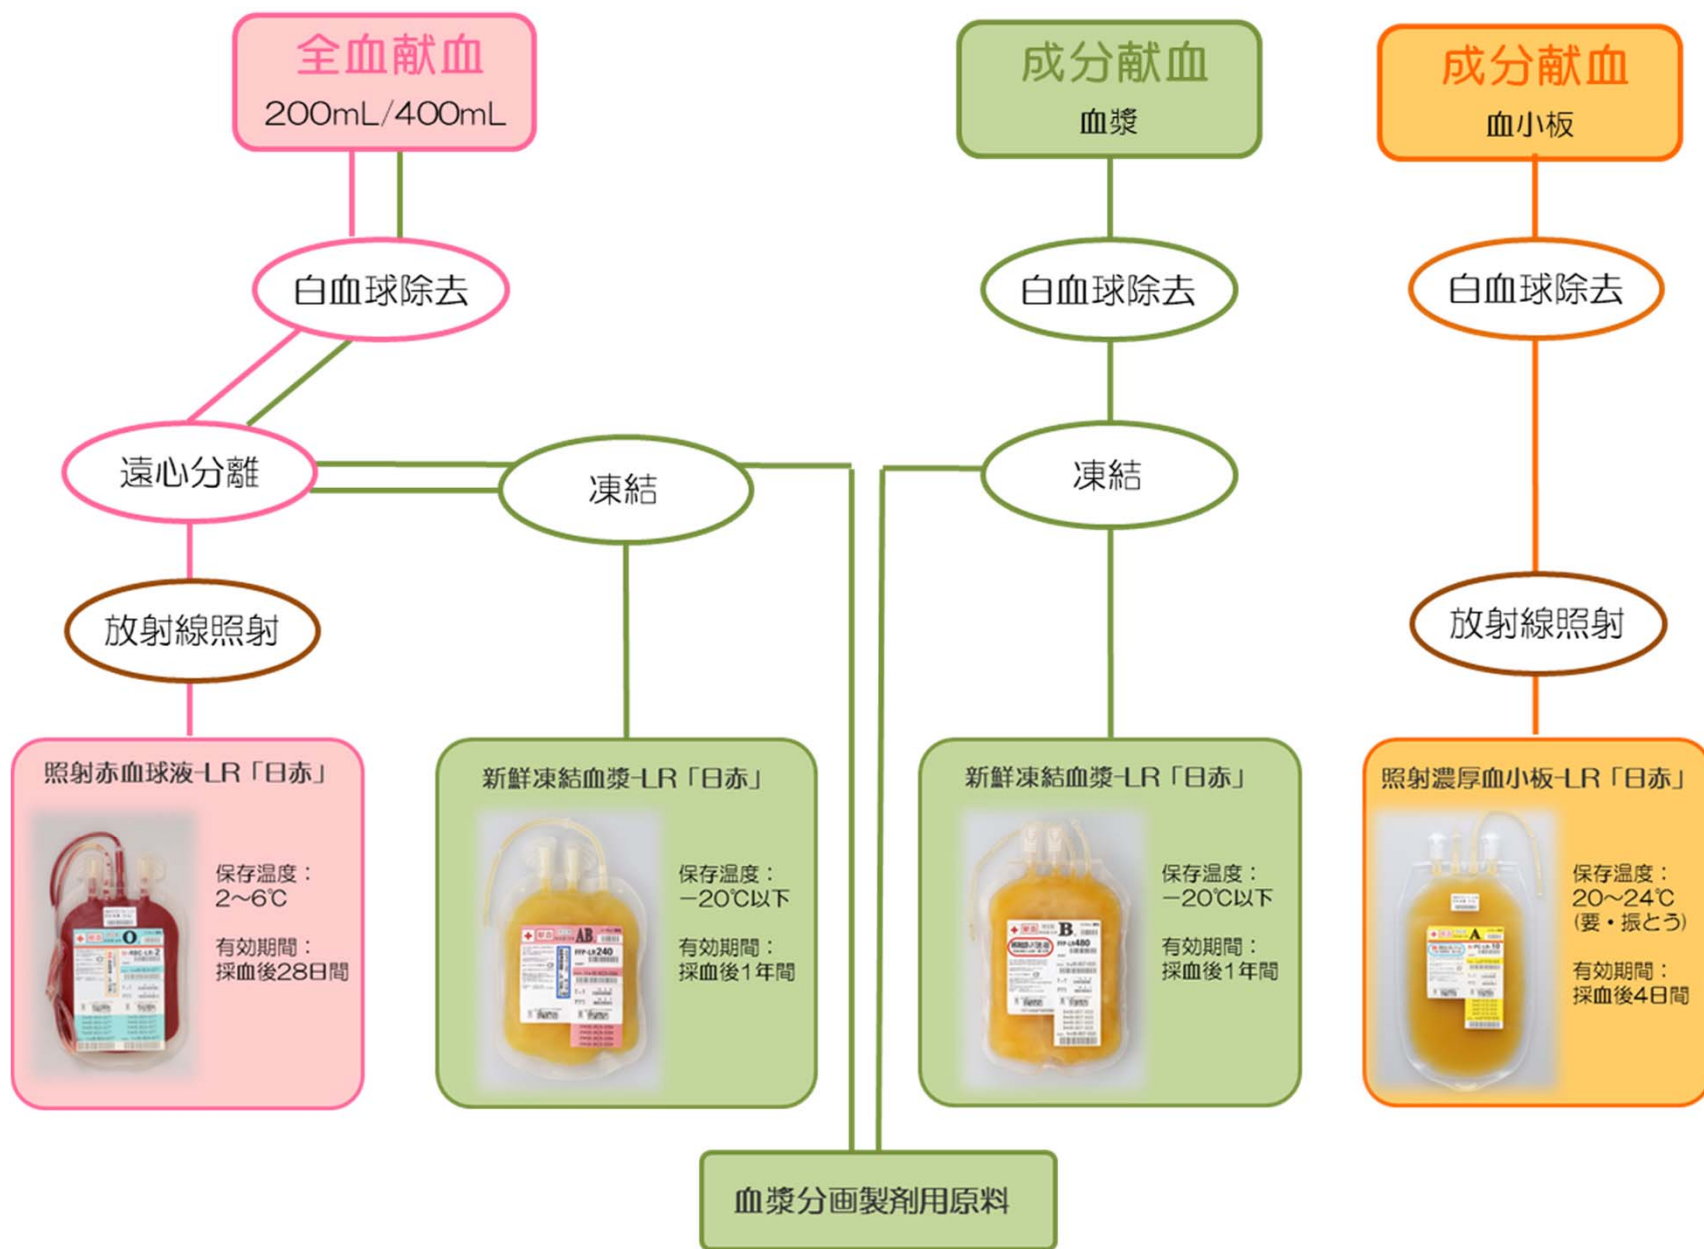 全血献血
200mL/400mL
成分献血
血漿
成分献血
血小板
白血球除去
白血球除去
白血球除去
遠心分離
凍結
凍結
放射線照射
放射線照射
照射赤血球液-LR「日赤」
保存温度：
2～6℃
有効期間：
採血後28日間
O
新鮮凍結血漿-LR「日赤」
保存温度：
－20℃以下
有効期間：
採血後1年間
AB
FFP-LR240
新鮮凍結血漿-LR「日赤」
保存温度：
－20℃以下
有効期間：
採血後1年間
B
FFP-LR480
照射濃厚血小板-LR「日赤」
保存温度：
20～24℃
(要・振とう)
有効期間：
採血後4日間
A
血漿分画製剤用原料